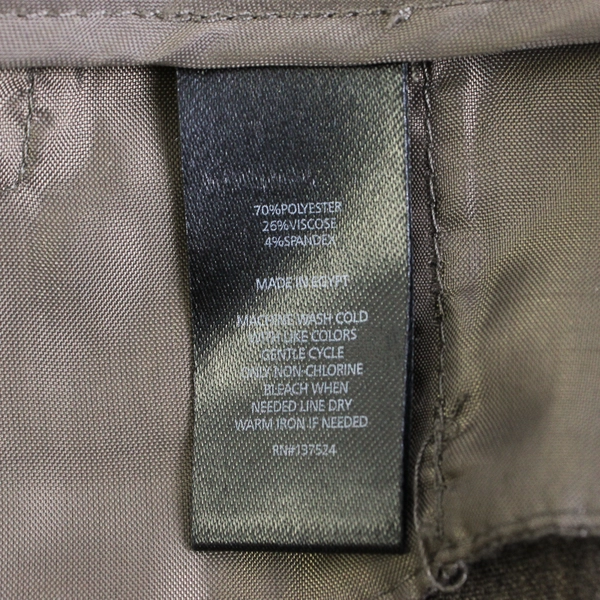 70%POLYESTER
26%VISCOSE
4%SPANDEX
MADE IN EGYPT
MACHINE WASH COLD
WITH LIKE COLORS
GENTLE CYCLE
ONLY NON-CHLORINE
BLEACH WHEN
NEEDED LINE DRY
WARM IRON IF NEEDED
RN#137524